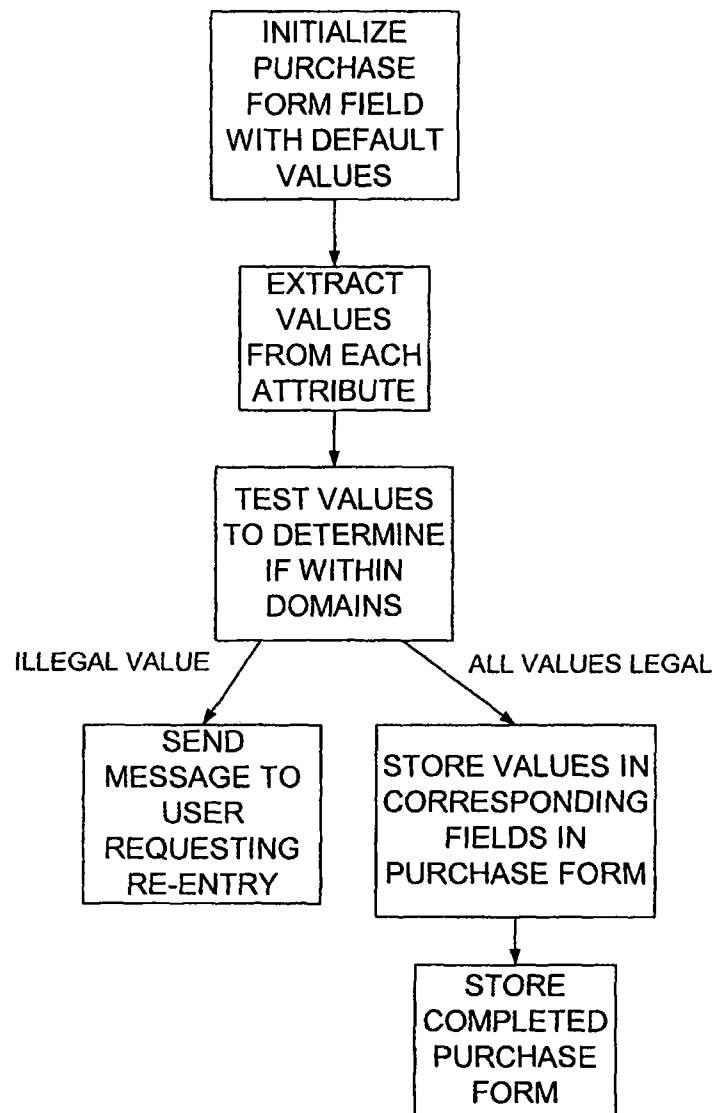 INITIALIZE
PURCHASE
FORM FIELD
WITH DEFAULT
VALUES
EXTRACT
VALUES
FROM EACH
ATTRIBUTE
TEST VALUES
TO DETERMINE
IF WITHIN
DOMAINS
ILLEGAL VALUE
ALL VALUES LEGAL
SEND
MESSAGE TO
USER
REQUESTING
RE-ENTRY
STORE VALUES IN
CORRESPONDING
FIELDS IN
PURCHASE FORM
STORE
COMPLETED
PURCHASE
FORM